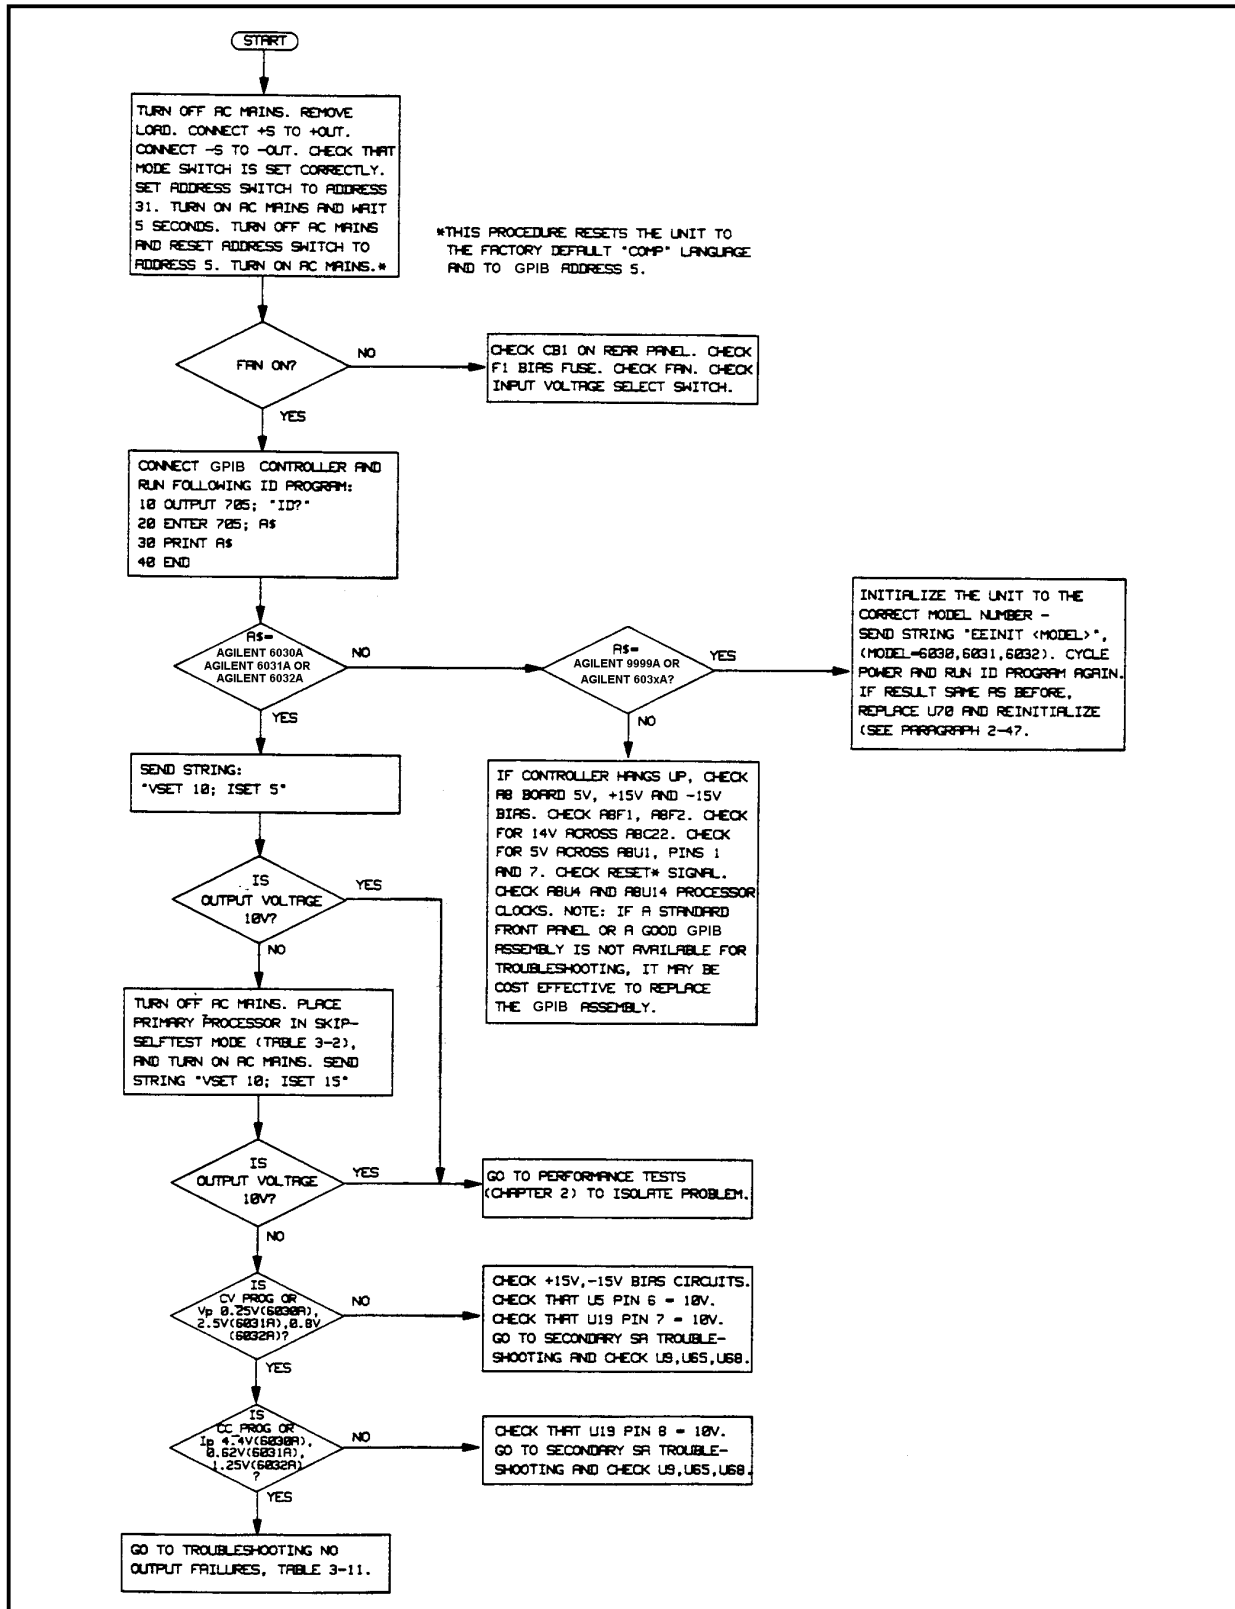 START
TURN OFF AC MAINS. REMOVE
LOAD. CONNECT +S TO +OUT.
CONNECT -S TO -OUT. CHECK THAT
MODE SWITCH IS SET CORRECTLY.
SET ADDRESS SWITCH TO ADDRESS
31. TURN ON AC MAINS AND WAIT
5 SECONDS. TURN OFF AC MAINS
AND RESET ADDRESS SWITCH TO
ADDRESS 5. TURN ON AC MAINS.*
*THIS PROCEDURE RESETS THE UNIT TO
THE FACTORY DEFAULT "COMP" LANGUAGE
AND TO GPIB ADDRESS 5.
FAN ON?
NO
CHECK CB1 ON REAR PANEL. CHECK
F1 BIAS FUSE. CHECK FAN. CHECK
INPUT VOLTAGE SELECT SWITCH.
YES
CONNECT GPIB CONTROLLER AND
RUN FOLLOWING ID PROGRAM:
10 OUTPUT 705; "ID?"
20 ENTER 705; A$
30 PRINT A$
40 END
A$=
AGILENT 6030A
AGILENT 6031A OR
AGILENT 6032A
NO
A$=
AGILENT 9999A OR
AGILENT 603xA?
YES
INITIALIZE THE UNIT TO THE
CORRECT MODEL NUMBER -
SEND STRING "EEINIT <MODEL>",
(MODEL=6030,6031,6032). CYCLE
POWER AND RUN ID PROGRAM AGAIN.
IF RESULT SAME AS BEFORE,
REPLACE U70 AND REINITIALIZE
(SEE PARAGRAPH 2-47.
YES
NO
SEND STRING:
"VSET 10; ISET 5"
IF CONTROLLER HANGS UP, CHECK
A8 BOARD 5V, +15V AND -15V
BIAS. CHECK A8F1, A8F2. CHECK
FOR 14V ACROSS A8C22. CHECK
FOR 5V ACROSS A8U1, PINS 1
AND 7. CHECK RESET* SIGNAL.
CHECK A8U4 AND A8U14 PROCESSOR
CLOCKS. NOTE: IF A STANDARD
FRONT PANEL OR A GOOD GPIB
ASSEMBLY IS NOT AVAILABLE FOR
TROUBLESHOOTING, IT MAY BE
COST EFFECTIVE TO REPLACE
THE GPIB ASSEMBLY.
IS
OUTPUT VOLTAGE
10V?
YES
NO
TURN OFF AC MAINS. PLACE
PRIMARY PROCESSOR IN SKIP-
SELFTEST MODE (TABLE 3-2),
AND TURN ON AC MAINS. SEND
STRING "VSET 10; ISET 15"
IS
OUTPUT VOLTAGE
10V?
YES
GO TO PERFORMANCE TESTS
(CHAPTER 2) TO ISOLATE PROBLEM.
NO
IS
CV PROG OR
Vp 0.25V(6030A),
2.5V(6031A),0.8V
(6032A)?
NO
CHECK +15V,-15V BIAS CIRCUITS.
CHECK THAT U5 PIN 6 = 10V.
CHECK THAT U19 PIN 7 = 10V.
GO TO SECONDARY SA TROUBLE-
SHOOTING AND CHECK U9,U65,U68.
YES
IS
CC PROG OR
Ip 4.4V(6030A),
0.62V(6031A),
1.25V(6032A)
?
NO
CHECK THAT U19 PIN 8 = 10V.
GO TO SECONDARY SA TROUBLE-
SHOOTING AND CHECK U9,U65,U68.
YES
GO TO TROUBLESHOOTING NO
OUTPUT FAILURES, TABLE 3-11.